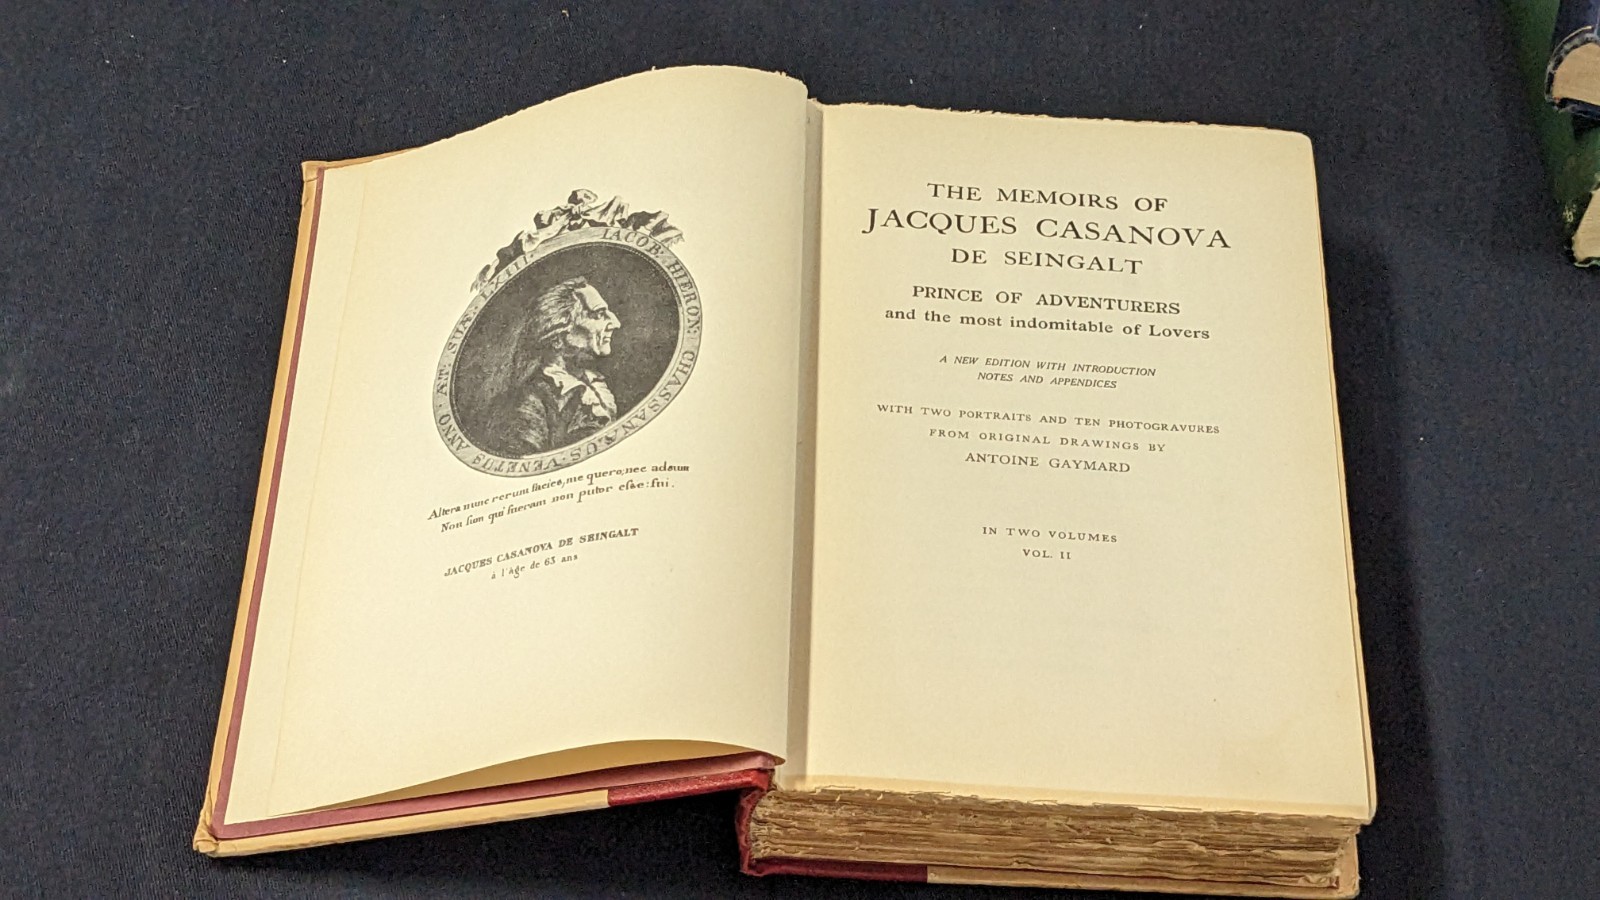 IACOB: HIERON: CHASSANÆUS · VENETUS ANNO · ÆT: SUÆ. LXIII.
Altera nunc rerum facies, me quero; nec adsum
Non sum qui fueram non putor esse: fui.
JACQUES CASANOVA DE SEINGALT
à l'âge de 63 ans
THE MEMOIRS OF
JACQUES CASANOVA
DE SEINGALT
PRINCE OF ADVENTURERS
and the most indomitable of Lovers
A NEW EDITION WITH INTRODUCTION
NOTES AND APPENDICES
WITH TWO PORTRAITS AND TEN PHOTOGRAVURES
FROM ORIGINAL DRAWINGS BY
ANTOINE GAYMARD
IN TWO VOLUMES
VOL. II